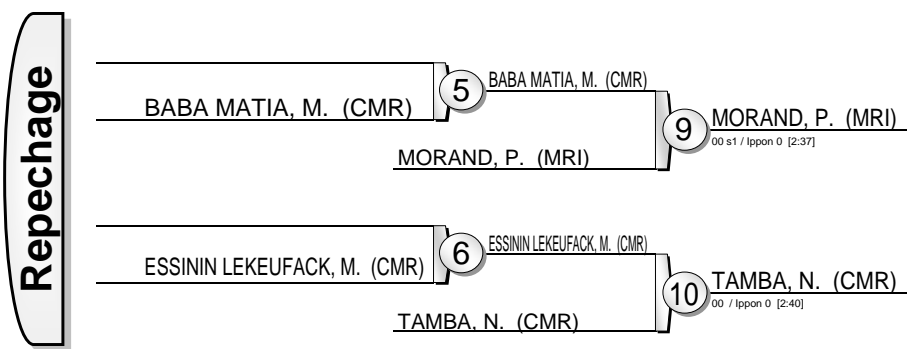 Repechage
BABA MATIA, M. (CMR)
5
BABA MATIA, M. (CMR)
MORAND, P. (MRI)
9
MORAND, P. (MRI)
00 s1 / Ippon 0 [2:37]
ESSININ LEKEUFACK, M. (CMR)
6
ESSININ LEKEUFACK, M. (CMR)
TAMBA, N. (CMR)
10
TAMBA, N. (CMR)
00 / Ippon 0 [2:40]